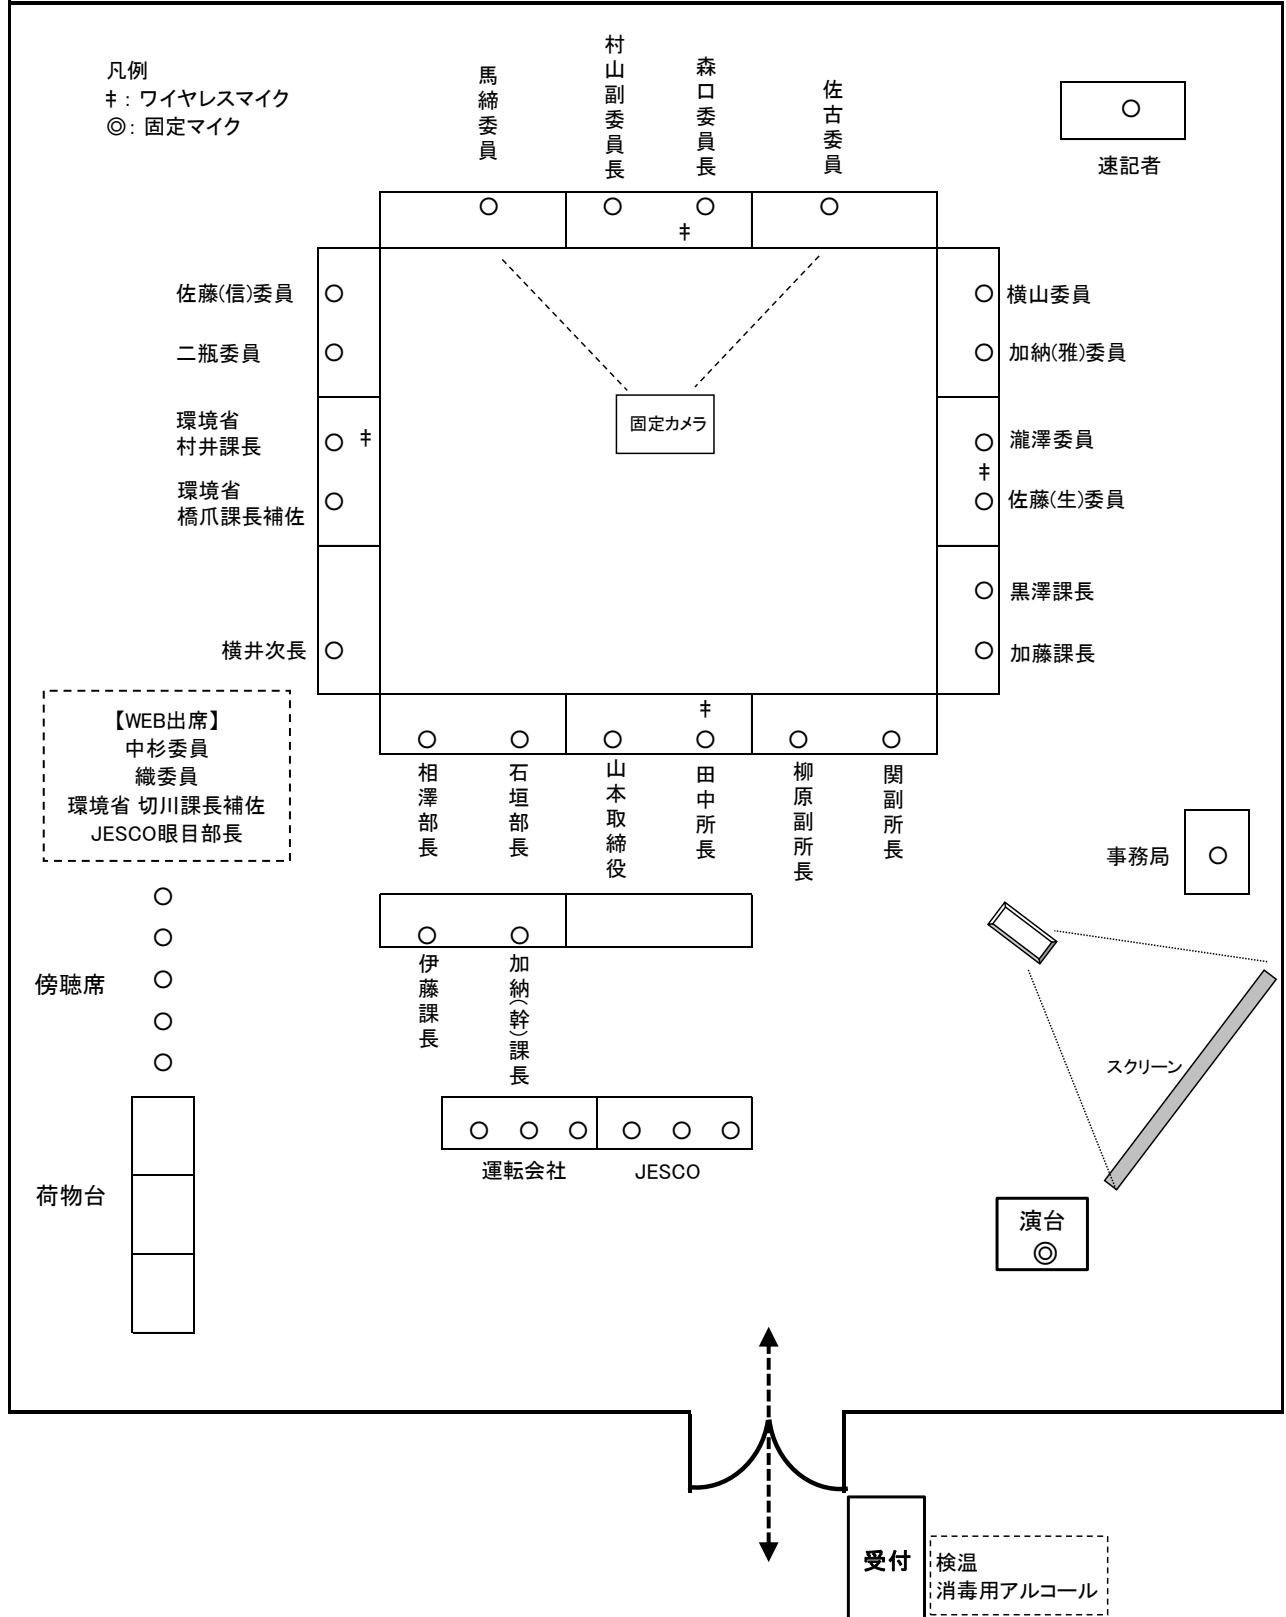 凡例
‡：ワイヤレスマイク
◎：固定マイク
馬締委員
村山副委員長
森口委員長
佐古委員
速記者
‡
佐藤(信)委員
二瓶委員
環境省
村井課長
‡
環境省
橋爪課長補佐
横井次長
固定カメラ
横山委員
加納(雅)委員
瀧澤委員
‡
佐藤(生)委員
黒澤課長
加藤課長
‡
相澤部長
石垣部長
山本取締役
田中所長
柳原副所長
関副所長
【WEB出席】
中杉委員
織委員
環境省 切川課長補佐
JESCO眼目部長
事務局
傍聴席
伊藤課長
加納(幹)課長
スクリーン
運転会社
JESCO
荷物台
演台
◎
受付
検温
消毒用アルコール